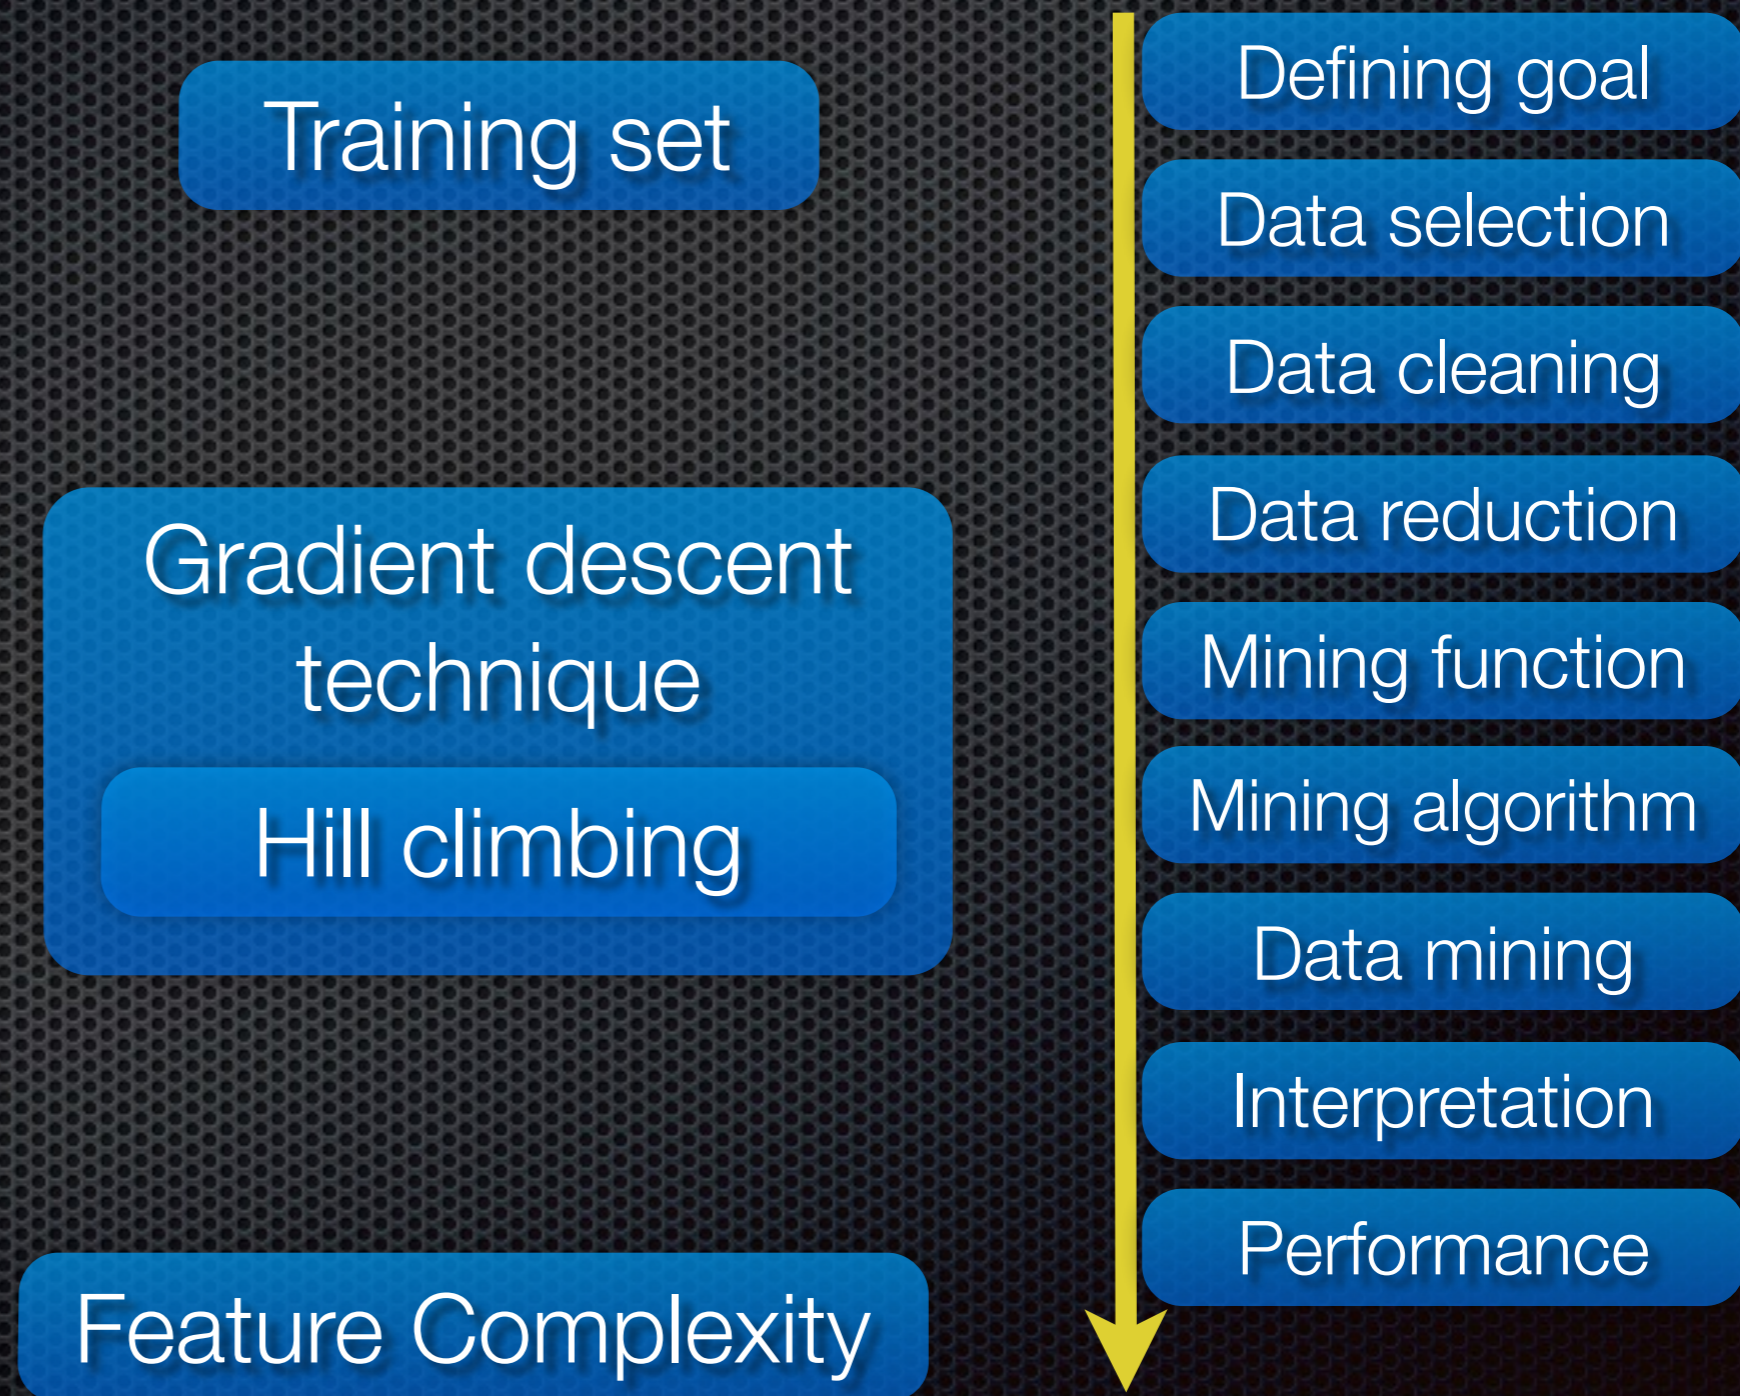 Training set
Gradient descent
technique
Hill climbing
Feature Complexity
Defining goal
Data selection
Data cleaning
Data reduction
Mining function
Mining algorithm
Data mining
Interpretation
Performance